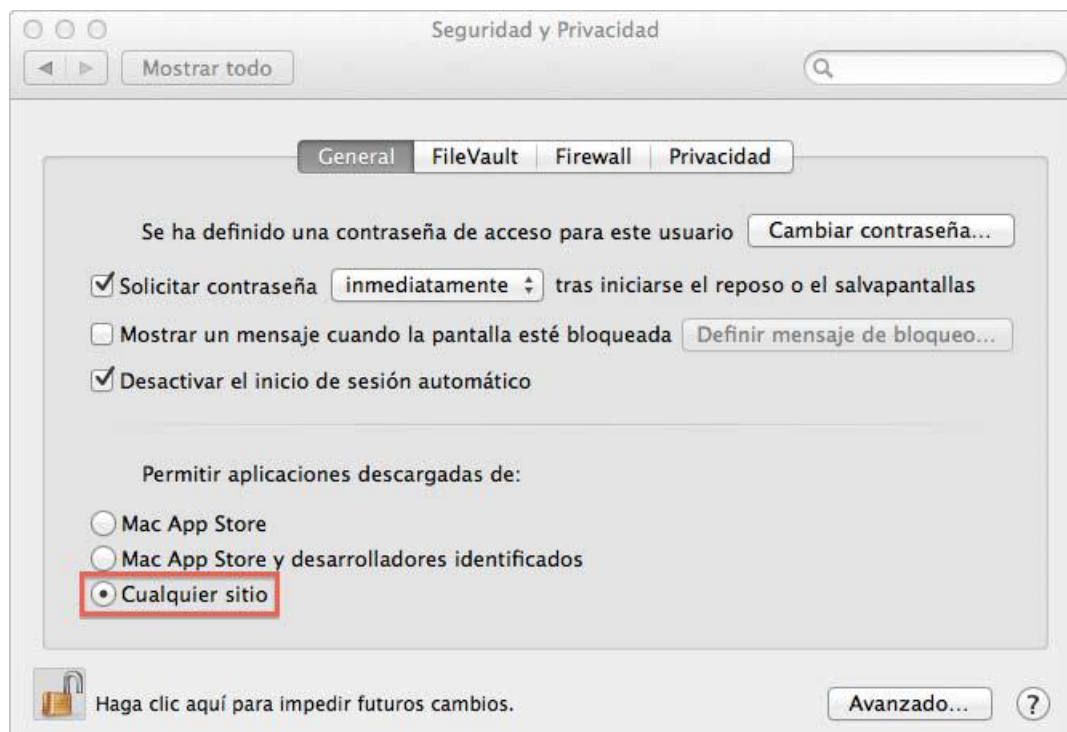 Seguridad y Privacidad
Mostrar todo
General FileVault Firewall Privacidad
Se ha definido una contraseña de acceso para este usuario Cambiar contraseña...
Solicitar contraseña inmediatamente tras iniciarse el reposo o el salvapantallas
Mostrar un mensaje cuando la pantalla esté bloqueada Definir mensaje de bloqueo...
Desactivar el inicio de sesión automático
Permitir aplicaciones descargadas de:
Mac App Store
Mac App Store y desarrolladores identificados
Cualquier sitio
Haga clic aquí para impedir futuros cambios. Avanzado... ?